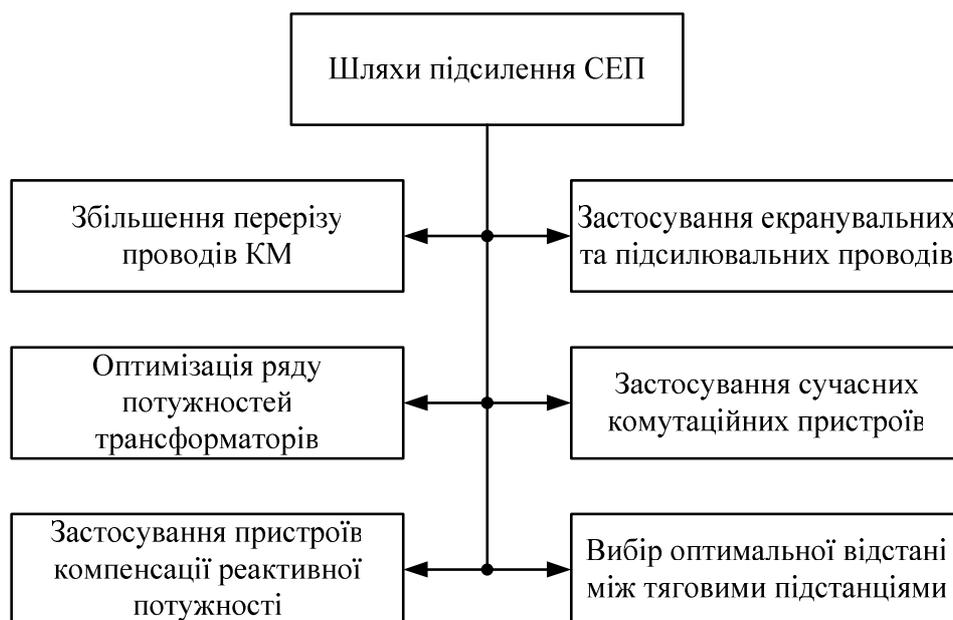 Шляхи підсилення СЕП
Збільшення перерізу
проводів КМ
Застосування екранувальних
та підсилювальних проводів
Оптимізація ряду
потужностей
трансформаторів
Застосування сучасних
комутаційних пристроїв
Застосування пристроїв
компенсації реактивної
потужності
Вибір оптимальної відстані
між тяговими підстанціями